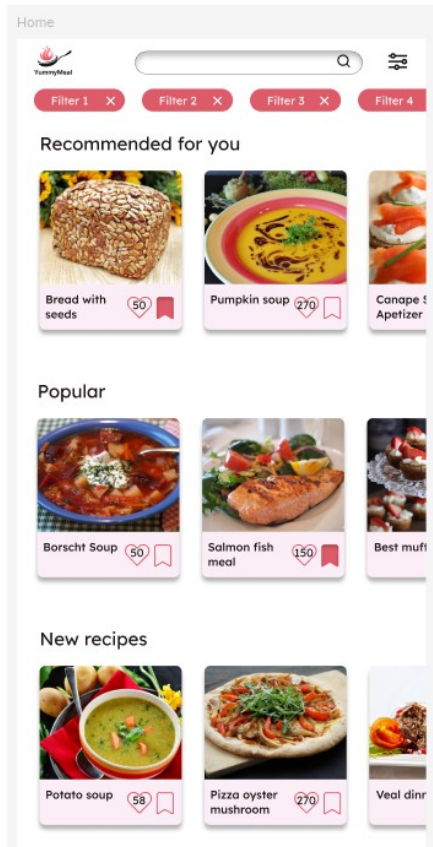 Home
YummyMeal
Filter 1 X
Filter 2 X
Filter 3 X
Filter 4
Recommended for you
Bread with
seeds
50
Pumpkin soup
270
Canape S
Apetizer
Popular
Borscht Soup
50
Salmon fish
meal
150
Best muff
New recipes
Potato soup
58
Pizza oyster
mushroom
270
Veal dinn